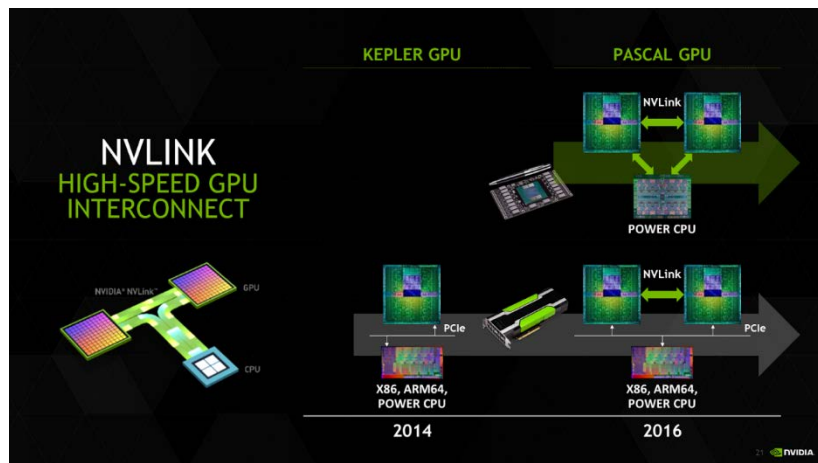 KEPLER GPU
PASCAL GPU
NVLink
NVLINK
HIGH-SPEED GPU
INTERCONNECT
POWER CPU
NVIDIA® NVLink™
GPU
CPU
PCIe
X86, ARM64,
POWER CPU
NVLink
PCIe
X86, ARM64,
POWER CPU
2014
2016
21 NVIDIA